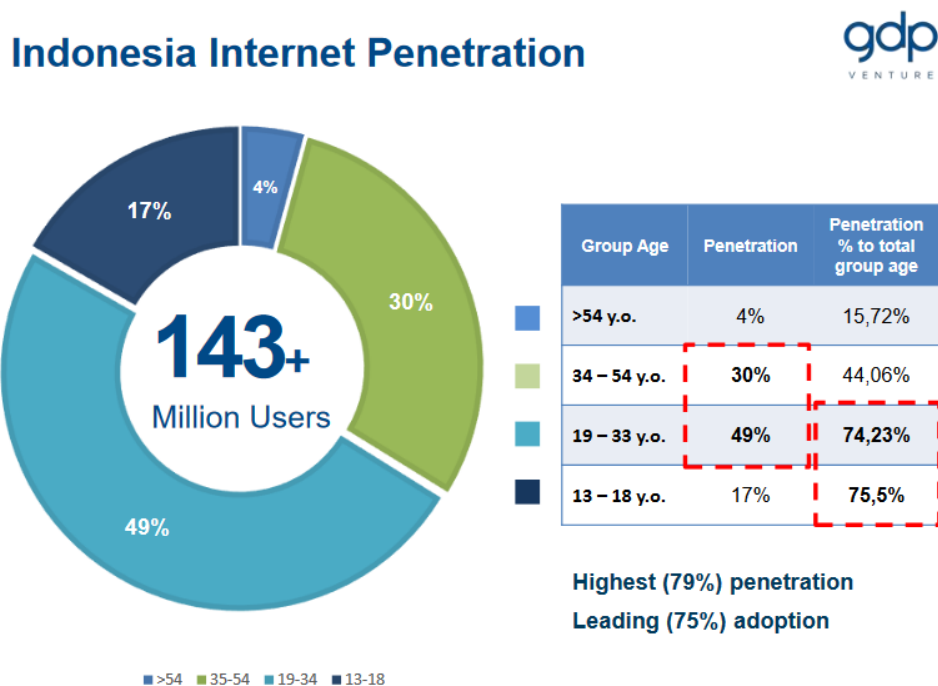 Indonesia Internet Penetration
gdp
VENTURE
4%
17%
30%
143+
Million Users
49%
>54 35-54 19-34 13-18
Group Age Penetration Penetration % to total group age
>54 y.o. 4% 15,72%
34 – 54 y.o. 30% 44,06%
19 – 33 y.o. 49% 74,23%
13 – 18 y.o. 17% 75,5%
Highest (79%) penetration
Leading (75%) adoption